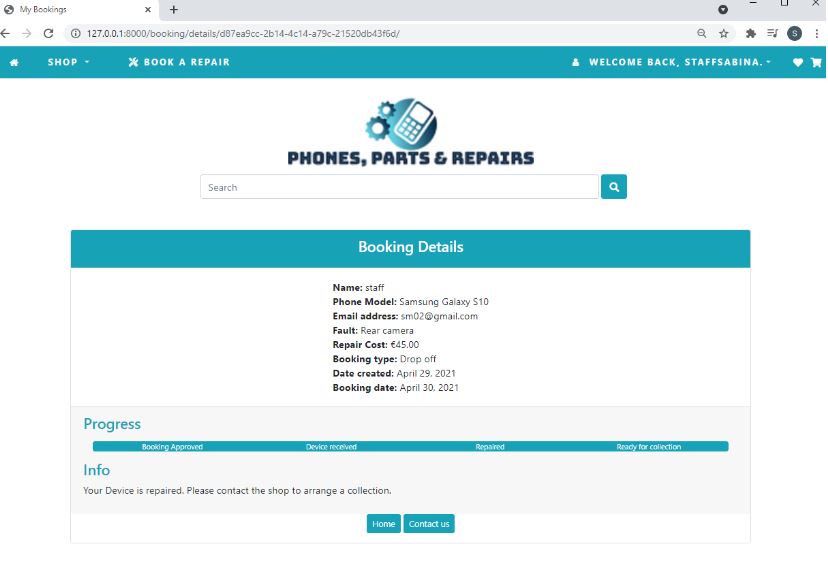 My Bookings
127.0.0.1:8000/booking/details/d87ea9cc-2b14-4c14-a79c-21520db43f6d/
S
SHOP BOOK A REPAIR WELCOME BACK, STAFFSABINA.
PHONES, PARTS & REPAIRS
Search
Booking Details
Name: staff
Phone Model: Samsung Galaxy S10
Email address: sm02@gmail.com
Fault: Rear camera
Repair Cost: €45.00
Booking type: Drop off
Date created: April 29, 2021
Booking date: April 30, 2021
Progress
Booking Approved Device received Repaired Ready for collection
Info
Your Device is repaired. Please contact the shop to arrange a collection.
Home Contact us